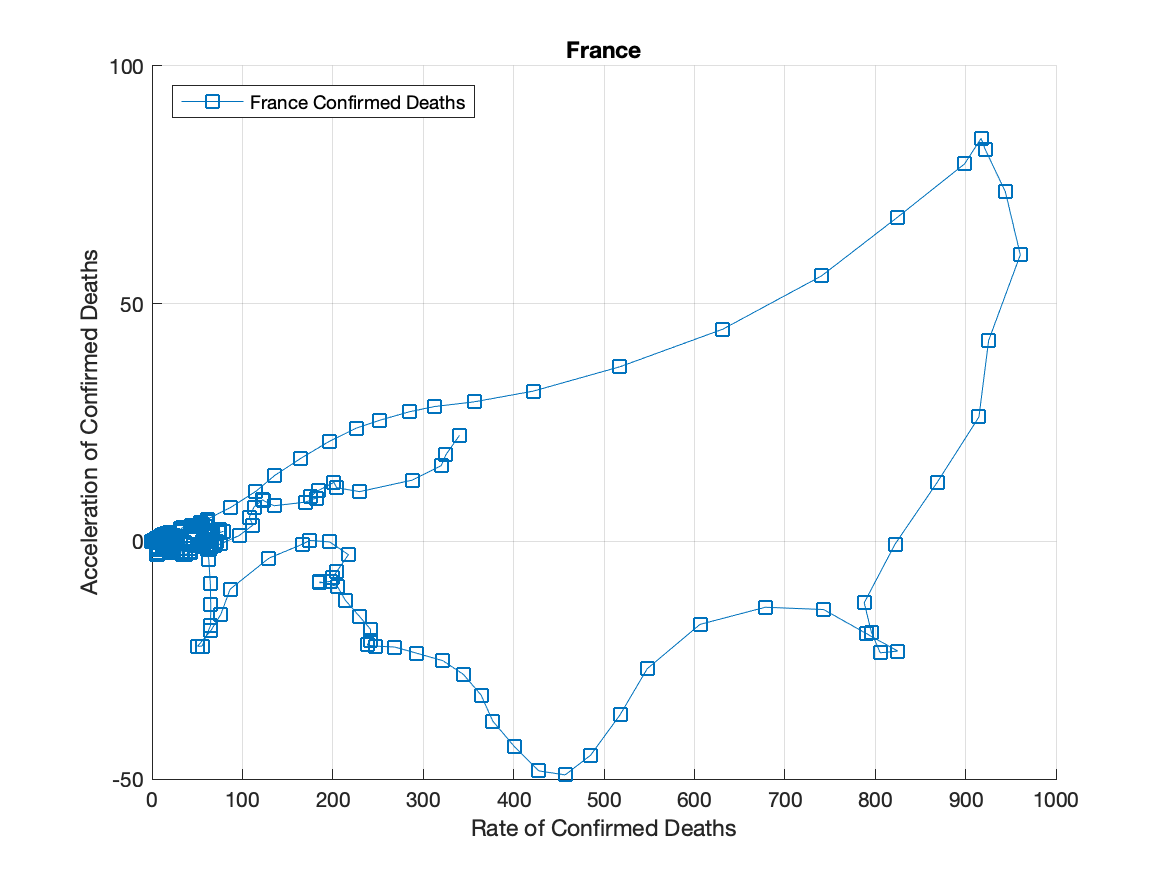 France
100
France Confirmed Deaths
50
0
-50
Acceleration of Confirmed Deaths
0 100 200 300 400 500 600 700 800 900 1000
Rate of Confirmed Deaths